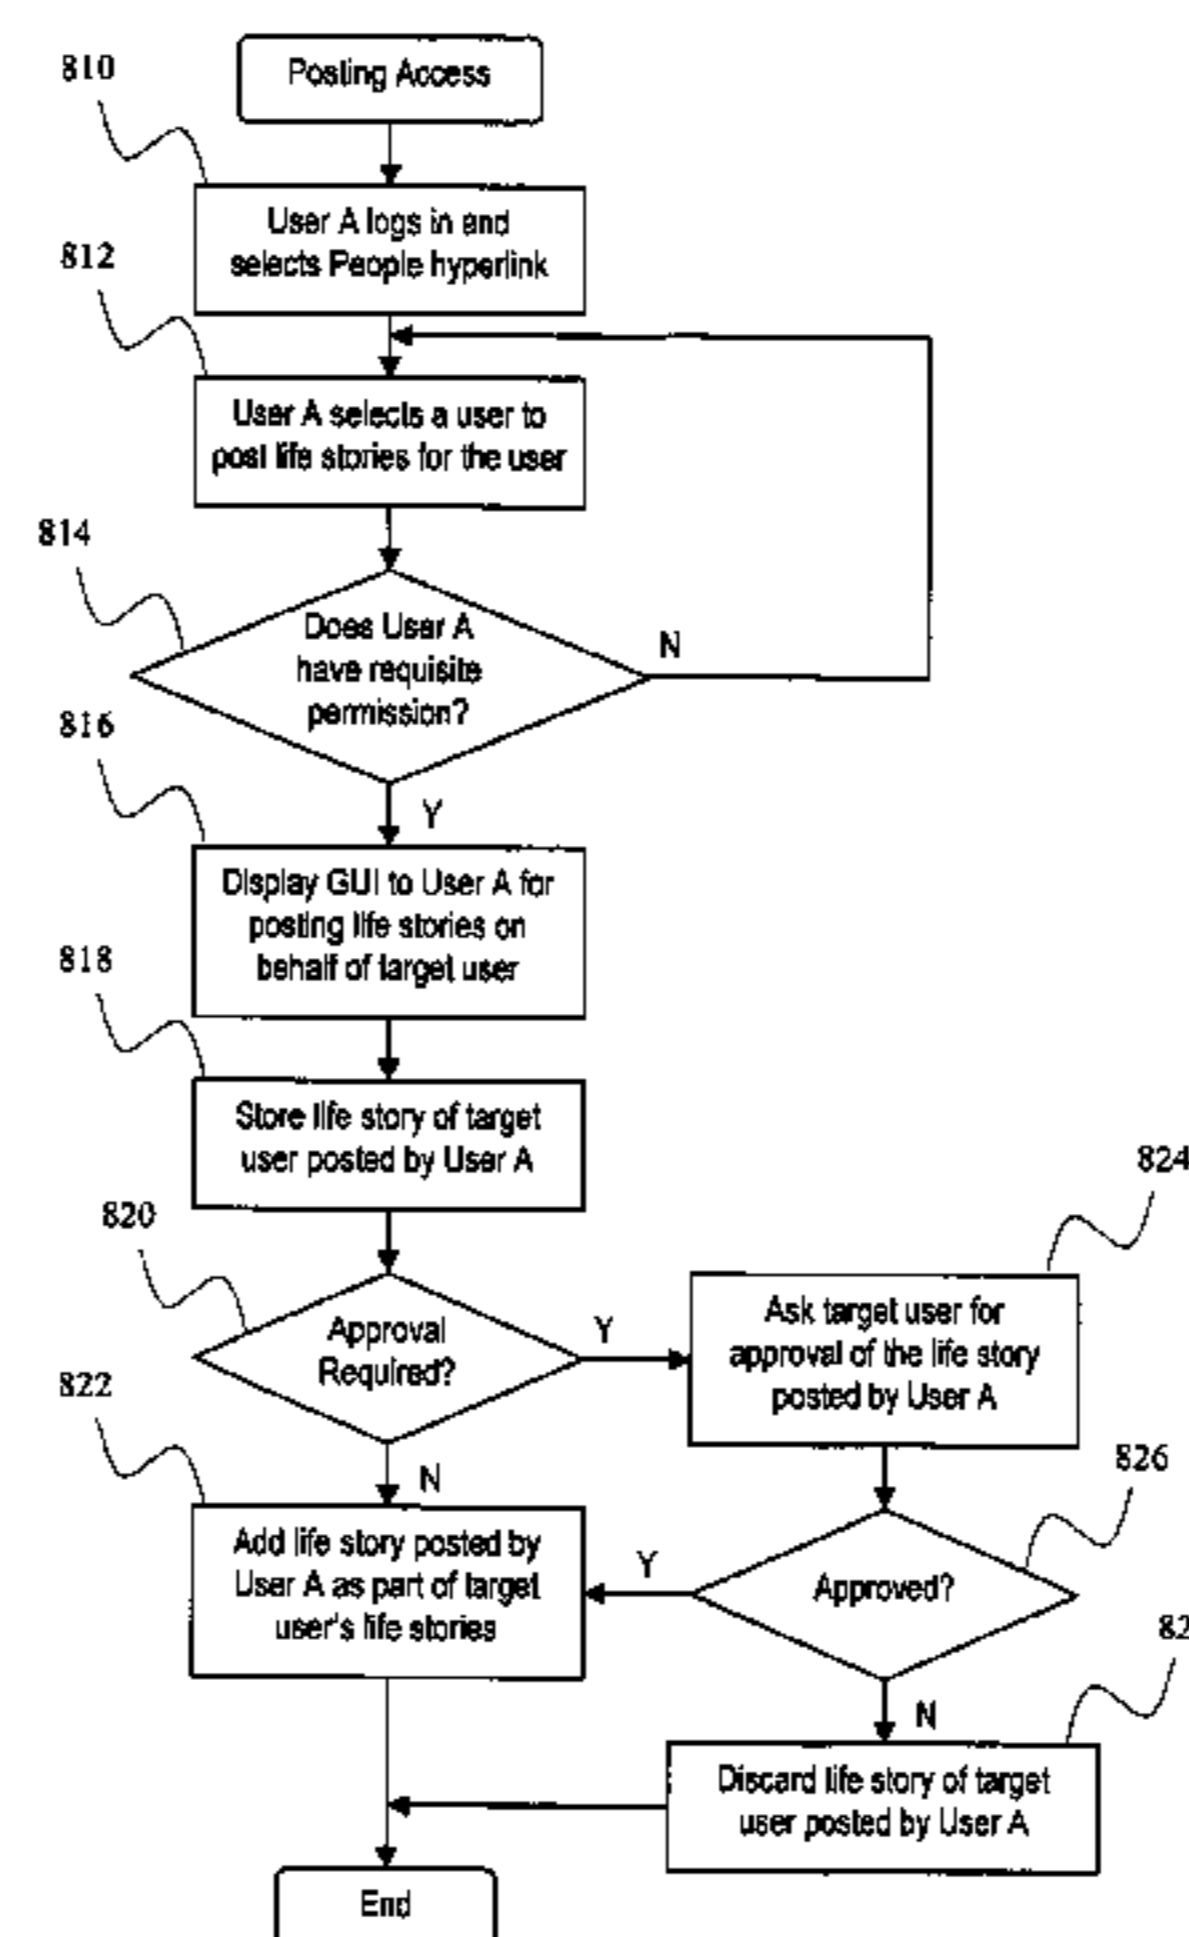 Posting Access
810
User A logs in and
selects People hyperlink
812
User A selects a user to
post life stories for the user
814
Does User A
have requisite
permission?
N
816
Y
Display GUI to User A for
posting life stories on
behalf of target user
818
Store life story of target
user posted by User A
820
Approval
Required?
Y
824
Ask target user for
approval of the life story
posted by User A
822
N
Add life story posted by
User A as part of target
user's life stories
826
Y
Approved?
82
N
Discard life story of target
user posted by User A
End